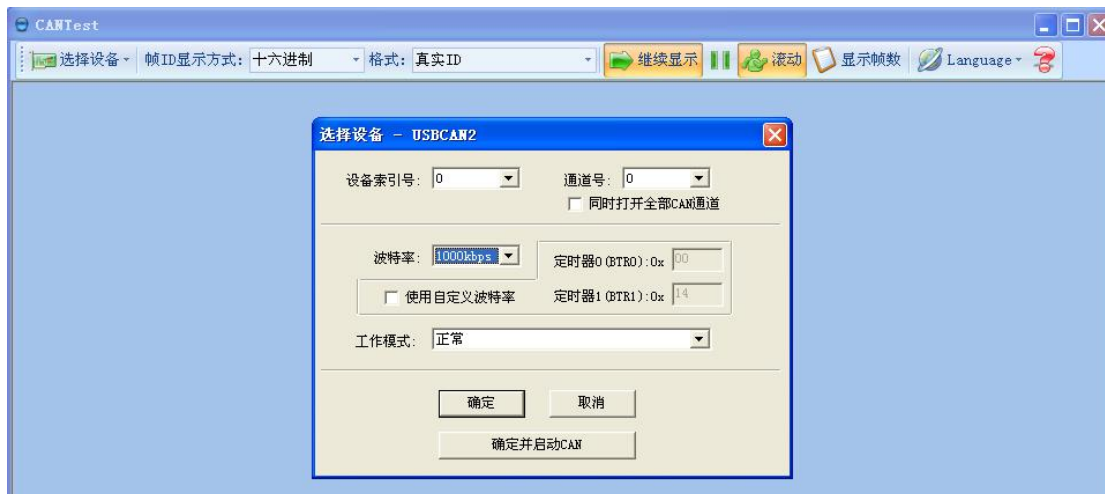 CANTest
选择设备 帧ID显示方式: 十六进制 格式: 真实ID 继续显示 滚动 显示帧数 Language
选择设备 - USBCAN2
设备索引号: 0 通道号: 0
同时打开全部CAN通道
波特率: 1000kbps 定时器0(BTR0):0x 00
使用自定义波特率 定时器1(BTR1):0x 14
工作模式: 正常
确定 取消
确定并启动CAN